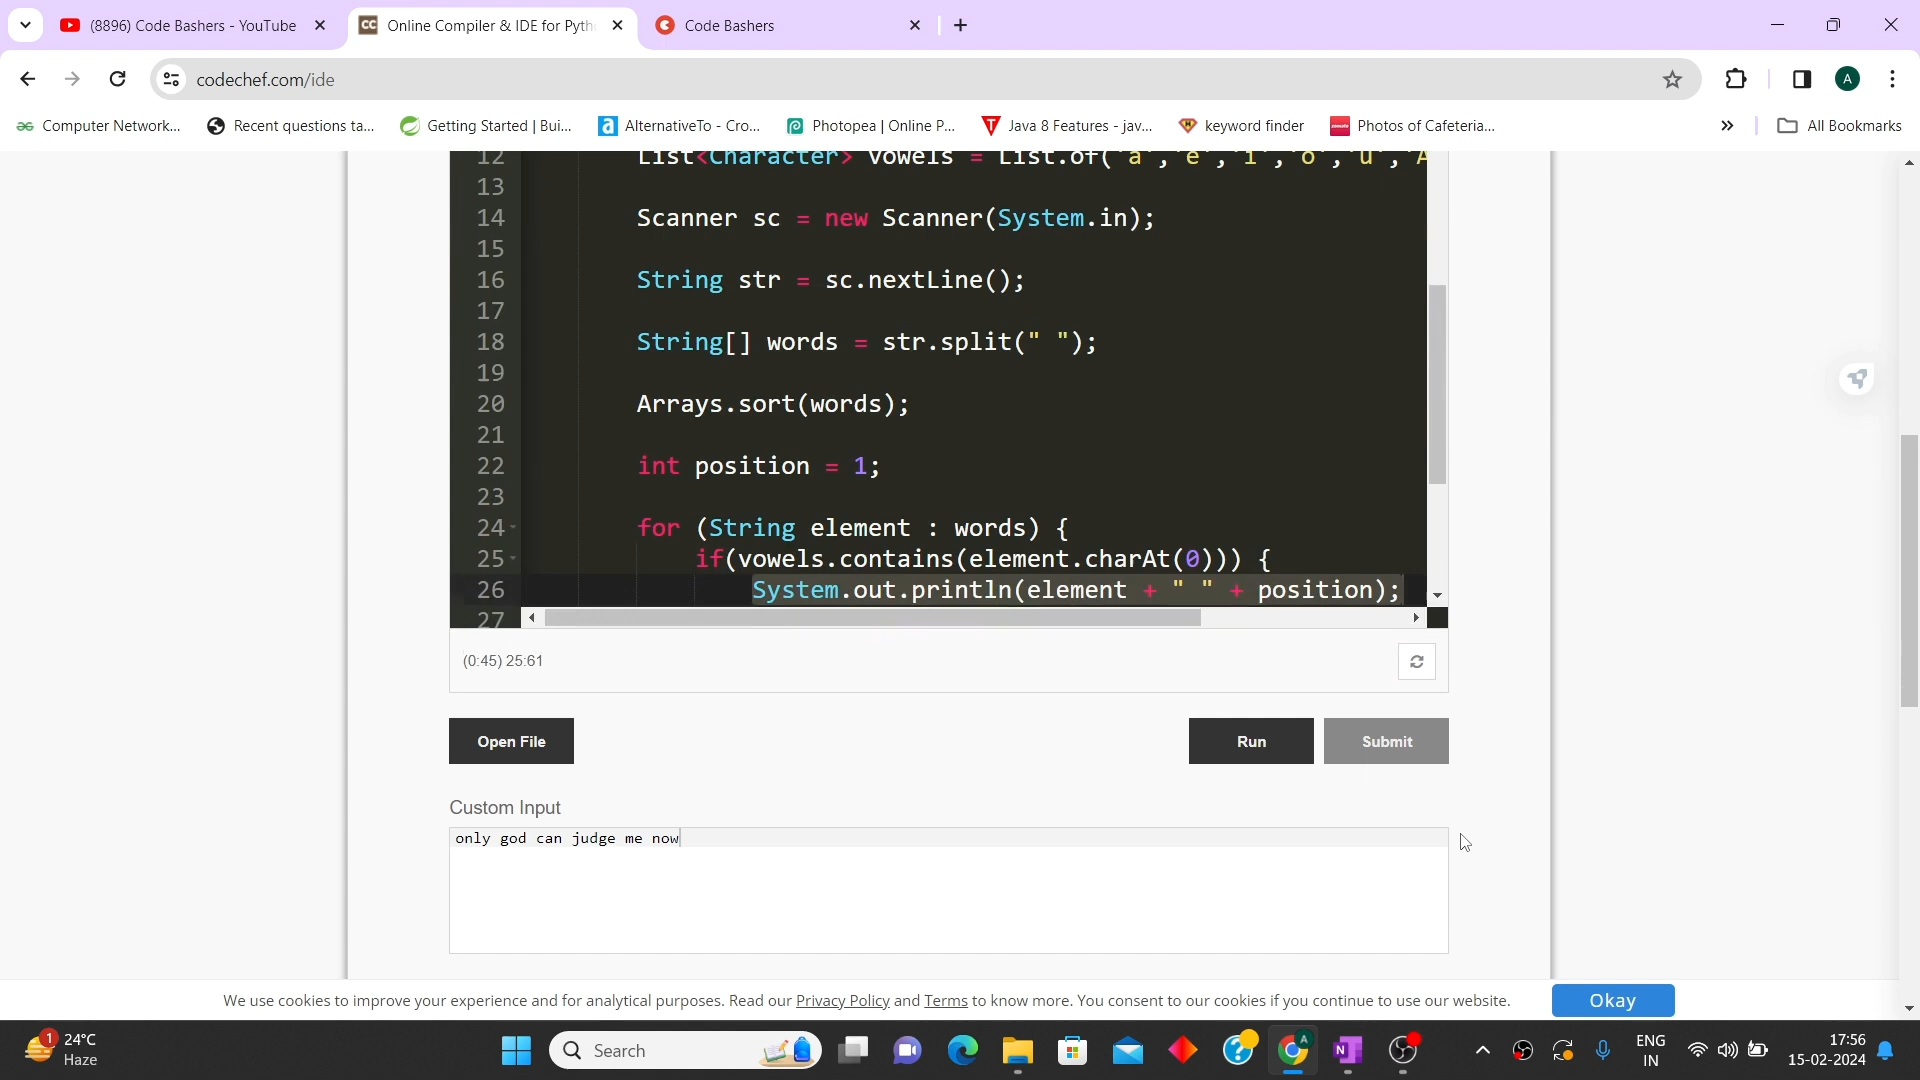 (8896) Code Bashers - YouTube
CC Online Compiler & IDE for Pyth
Code Bashers
codechef.com/ide
A
Computer Network...
Recent questions ta...
Getting Started | Bui...
AlternativeTo - Cro...
Photopea | Online P...
Java 8 Features - jav...
keyword finder
Photos of Cafeteria...
All Bookmarks
12 List<Character> vowels = List.of('a','e','i','o','u','A
13
14 Scanner sc = new Scanner(System.in);
15
16 String str = sc.nextLine();
17
18 String[] words = str.split(" ");
19
20 Arrays.sort(words);
21
22 int position = 1;
23
24 for (String element : words) {
25 if(vowels.contains(element.charAt(0))) {
26 System.out.println(element + " " + position);
27
(0:45) 25:61
Open File
Run
Submit
Custom Input
only god can judge me now
We use cookies to improve your experience and for analytical purposes. Read our Privacy Policy and Terms to know more. You consent to our cookies if you continue to use our website.
Okay
1
24°C
Haze
Search
ENG
IN
17:56
15-02-2024